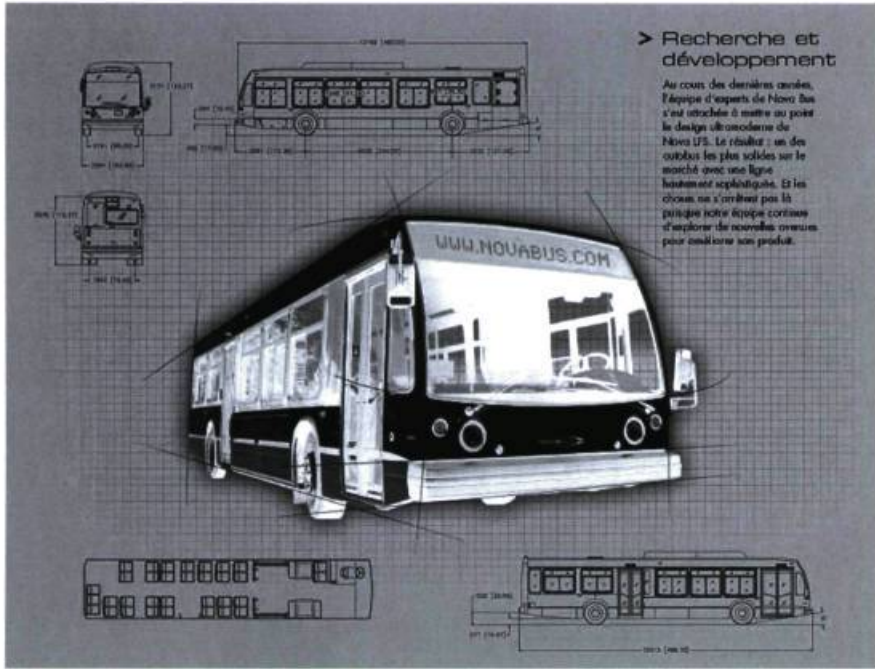 > Recherche et
développement
Au cours des dernières années,
l'équipe d'experts de Nova Bus
s'est attachée à mettre au point
le design ultramoderne du
Nova LFS. Le résultat : un des
autobus les plus solides sur le
marché avec une ligne
hautement sophistiquée. Et les
choses ne s'arrêtent pas là
puisque notre équipe continue
d'explorer de nouvelles avenues
pour améliorer son produit.
WWW.NOVABUS.COM